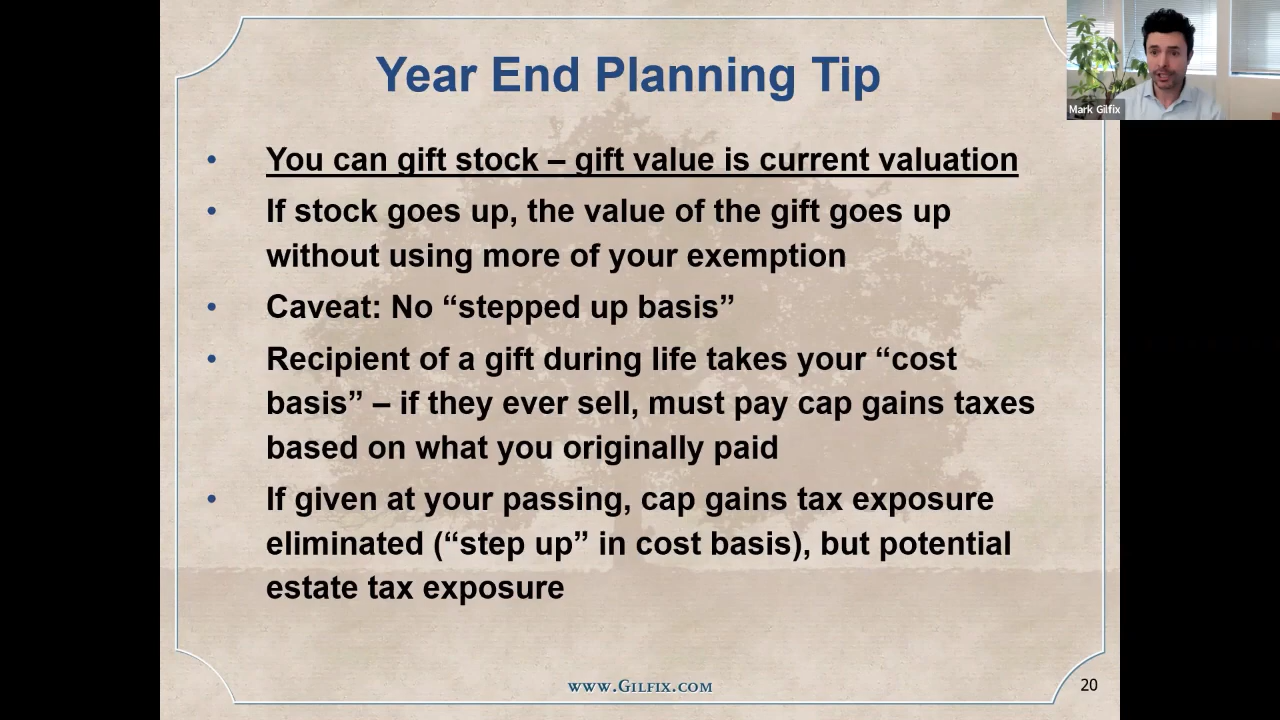 Year End Planning Tip
Mark Gilfix
• You can gift stock – gift value is current valuation
• If stock goes up, the value of the gift goes up
without using more of your exemption
• Caveat: No “stepped up basis”
• Recipient of a gift during life takes your “cost
basis” – if they ever sell, must pay cap gains taxes
based on what you originally paid
• If given at your passing, cap gains tax exposure
eliminated (“step up” in cost basis), but potential
estate tax exposure
www.Gilfix.com
20